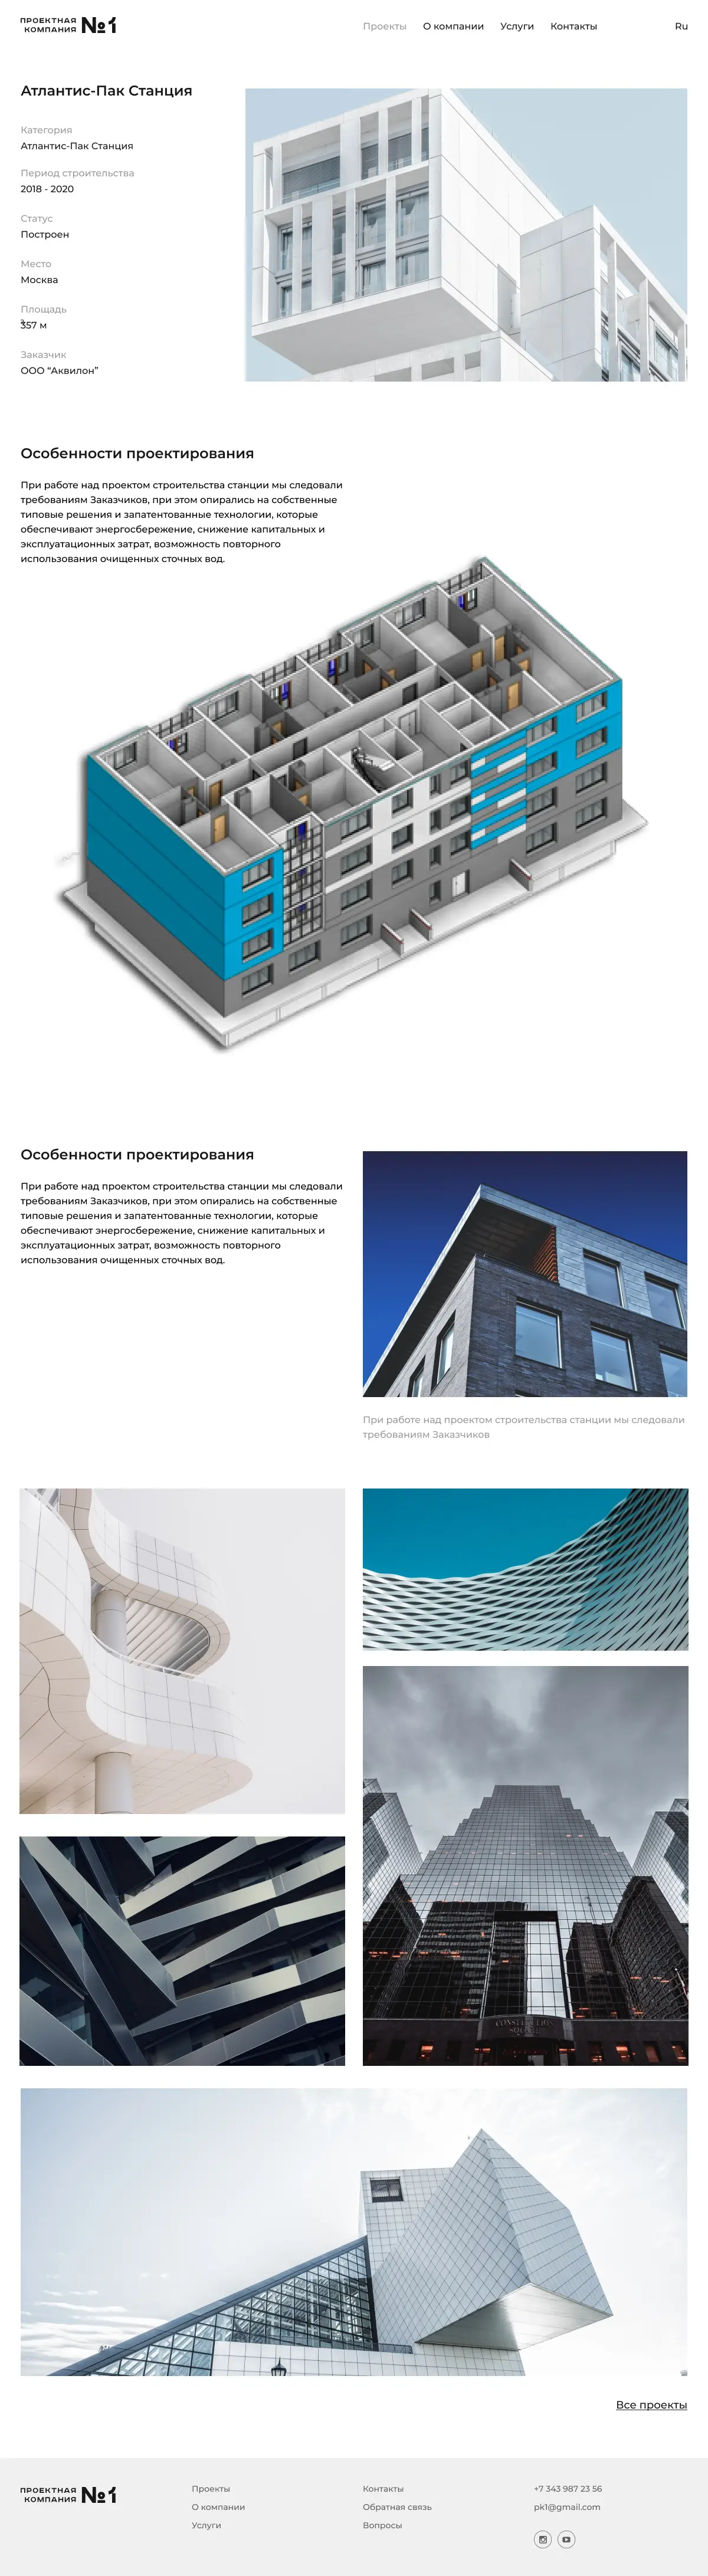 ПРОЕКТНАЯ
КОМПАНИЯ №1
Проекты О компании Услуги Контакты Ru
Атлантис-Пак Станция
Категория
Атлантис-Пак Станция
Период строительства
2018 - 2020
Статус
Построен
Место
Москва
Площадь
357 м
2
Заказчик
ООО “Аквилон”
Особенности проектирования
При работе над проектом строительства станции мы следовали
требованиям Заказчиков, при этом опирались на собственные
типовые решения и запатентованные технологии, которые
обеспечивают энергосбережение, снижение капитальных и
эксплуатационных затрат, возможность повторного
использования очищенных сточных вод.
Особенности проектирования
При работе над проектом строительства станции мы следовали
требованиям Заказчиков, при этом опирались на собственные
типовые решения и запатентованные технологии, которые
обеспечивают энергосбережение, снижение капитальных и
эксплуатационных затрат, возможность повторного
использования очищенных сточных вод.
При работе над проектом строительства станции мы следовали
требованиям Заказчиков
CONSTITUTION
SQUARE
Все проекты
ПРОЕКТНАЯ
КОМПАНИЯ №1
Проекты
О компании
Услуги
Контакты
Обратная связь
Вопросы
+7 343 987 23 56
pk1@gmail.com